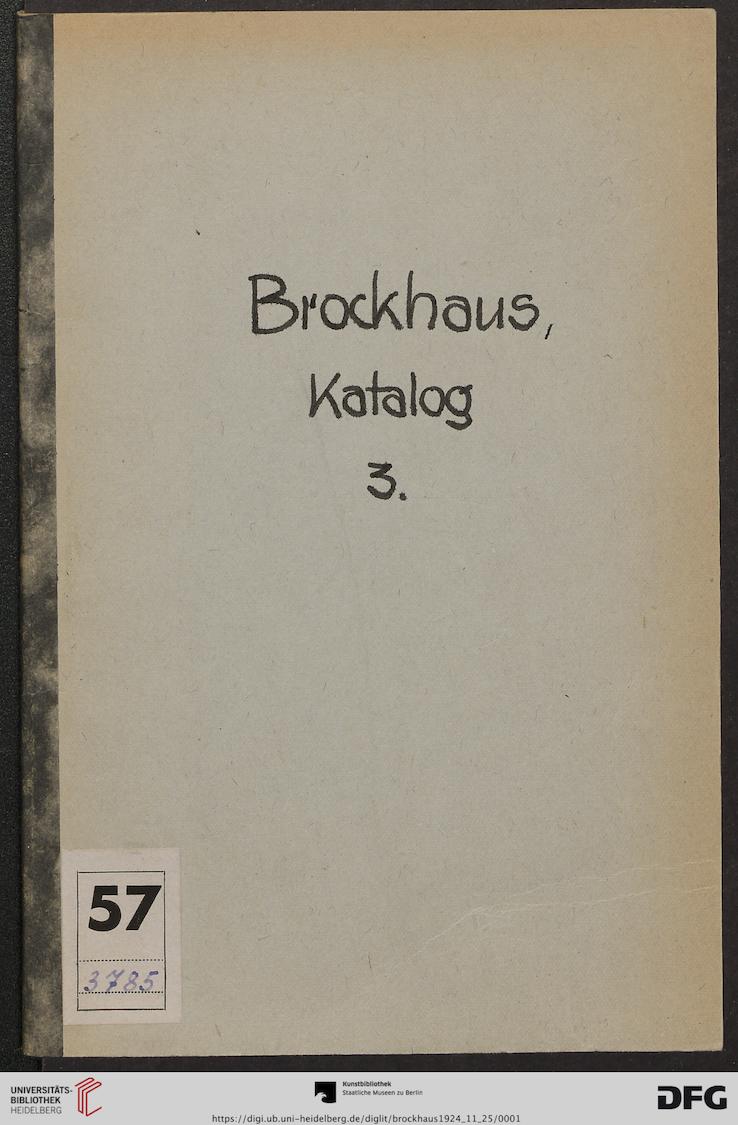 Brockhaus,
Katalog
3.
57
3785
UNIVERSITÄTS-
BIBLIOTHEK
HEIDELBERG
Kunstbibliothek
Staatliche Museen zu Berlin
DFG
https://digi.ub.uni-heidelberg.de/diglit/brockhaus1924_11_25/0001